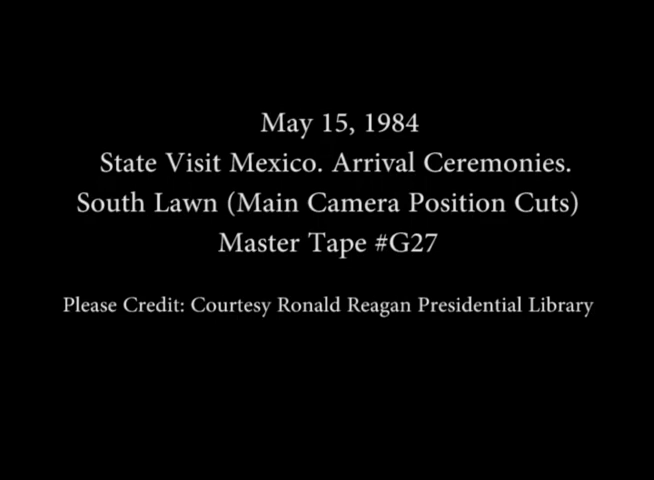 May 15, 1984
State Visit Mexico. Arrival Ceremonies.
South Lawn (Main Camera Position Cuts)
Master Tape #G27
Please Credit: Courtesy Ronald Reagan Presidential Library